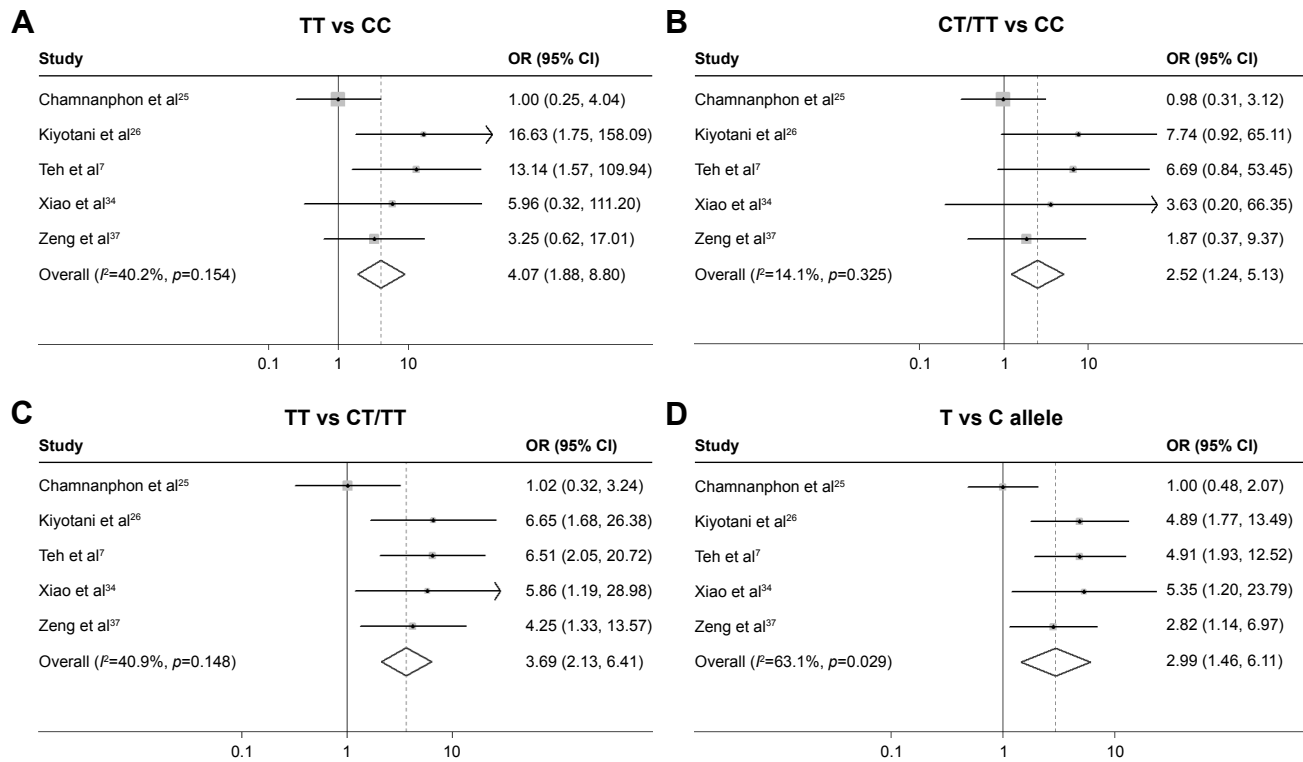 A
TT vs CC
Study OR (95% CI)
Chamnanphon et al25 1.00 (0.25, 4.04)
Kiyotani et al26 16.63 (1.75, 158.09)
Teh et al7 13.14 (1.57, 109.94)
Xiao et al34 5.96 (0.32, 111.20)
Zeng et al37 3.25 (0.62, 17.01)
Overall (I²=40.2%, p=0.154) 4.07 (1.88, 8.80)
0.1 1 10
B
CT/TT vs CC
Study OR (95% CI)
Chamnanphon et al25 0.98 (0.31, 3.12)
Kiyotani et al26 7.74 (0.92, 65.11)
Teh et al7 6.69 (0.84, 53.45)
Xiao et al34 3.63 (0.20, 66.35)
Zeng et al37 1.87 (0.37, 9.37)
Overall (I²=14.1%, p=0.325) 2.52 (1.24, 5.13)
0.1 1 10
C
TT vs CT/TT
Study OR (95% CI)
Chamnanphon et al25 1.02 (0.32, 3.24)
Kiyotani et al26 6.65 (1.68, 26.38)
Teh et al7 6.51 (2.05, 20.72)
Xiao et al34 5.86 (1.19, 28.98)
Zeng et al37 4.25 (1.33, 13.57)
Overall (I²=40.9%, p=0.148) 3.69 (2.13, 6.41)
0.1 1 10
D
T vs C allele
Study OR (95% CI)
Chamnanphon et al25 1.00 (0.48, 2.07)
Kiyotani et al26 4.89 (1.77, 13.49)
Teh et al7 4.91 (1.93, 12.52)
Xiao et al34 5.35 (1.20, 23.79)
Zeng et al37 2.82 (1.14, 6.97)
Overall (I²=63.1%, p=0.029) 2.99 (1.46, 6.11)
0.1 1 10